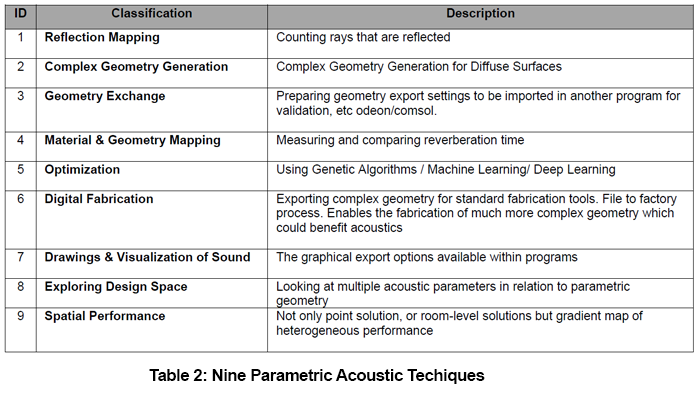 ID Classification Description
1 Reflection Mapping Counting rays that are reflected
2 Complex Geometry Generation Complex Geometry Generation for Diffuse Surfaces
3 Geometry Exchange Preparing geometry export settings to be imported in another program for
validation, etc odeon/comsol.
4 Material & Geometry Mapping Measuring and comparing reverberation time
5 Optimization Using Genetic Algorithms / Machine Learning/ Deep Learning
6 Digital Fabrication Exporting complex geometry for standard fabrication tools. File to factory
process. Enables the fabrication of much more complex geometry which
could benefit acoustics
7 Drawings & Visualization of Sound The graphical export options available within programs
8 Exploring Design Space Looking at multiple acoustic parameters in relation to parametric
geometry
9 Spatial Performance Not only point solution, or room-level solutions but gradient map of
heterogeneous performance
Table 2: Nine Parametric Acoustic Techiques